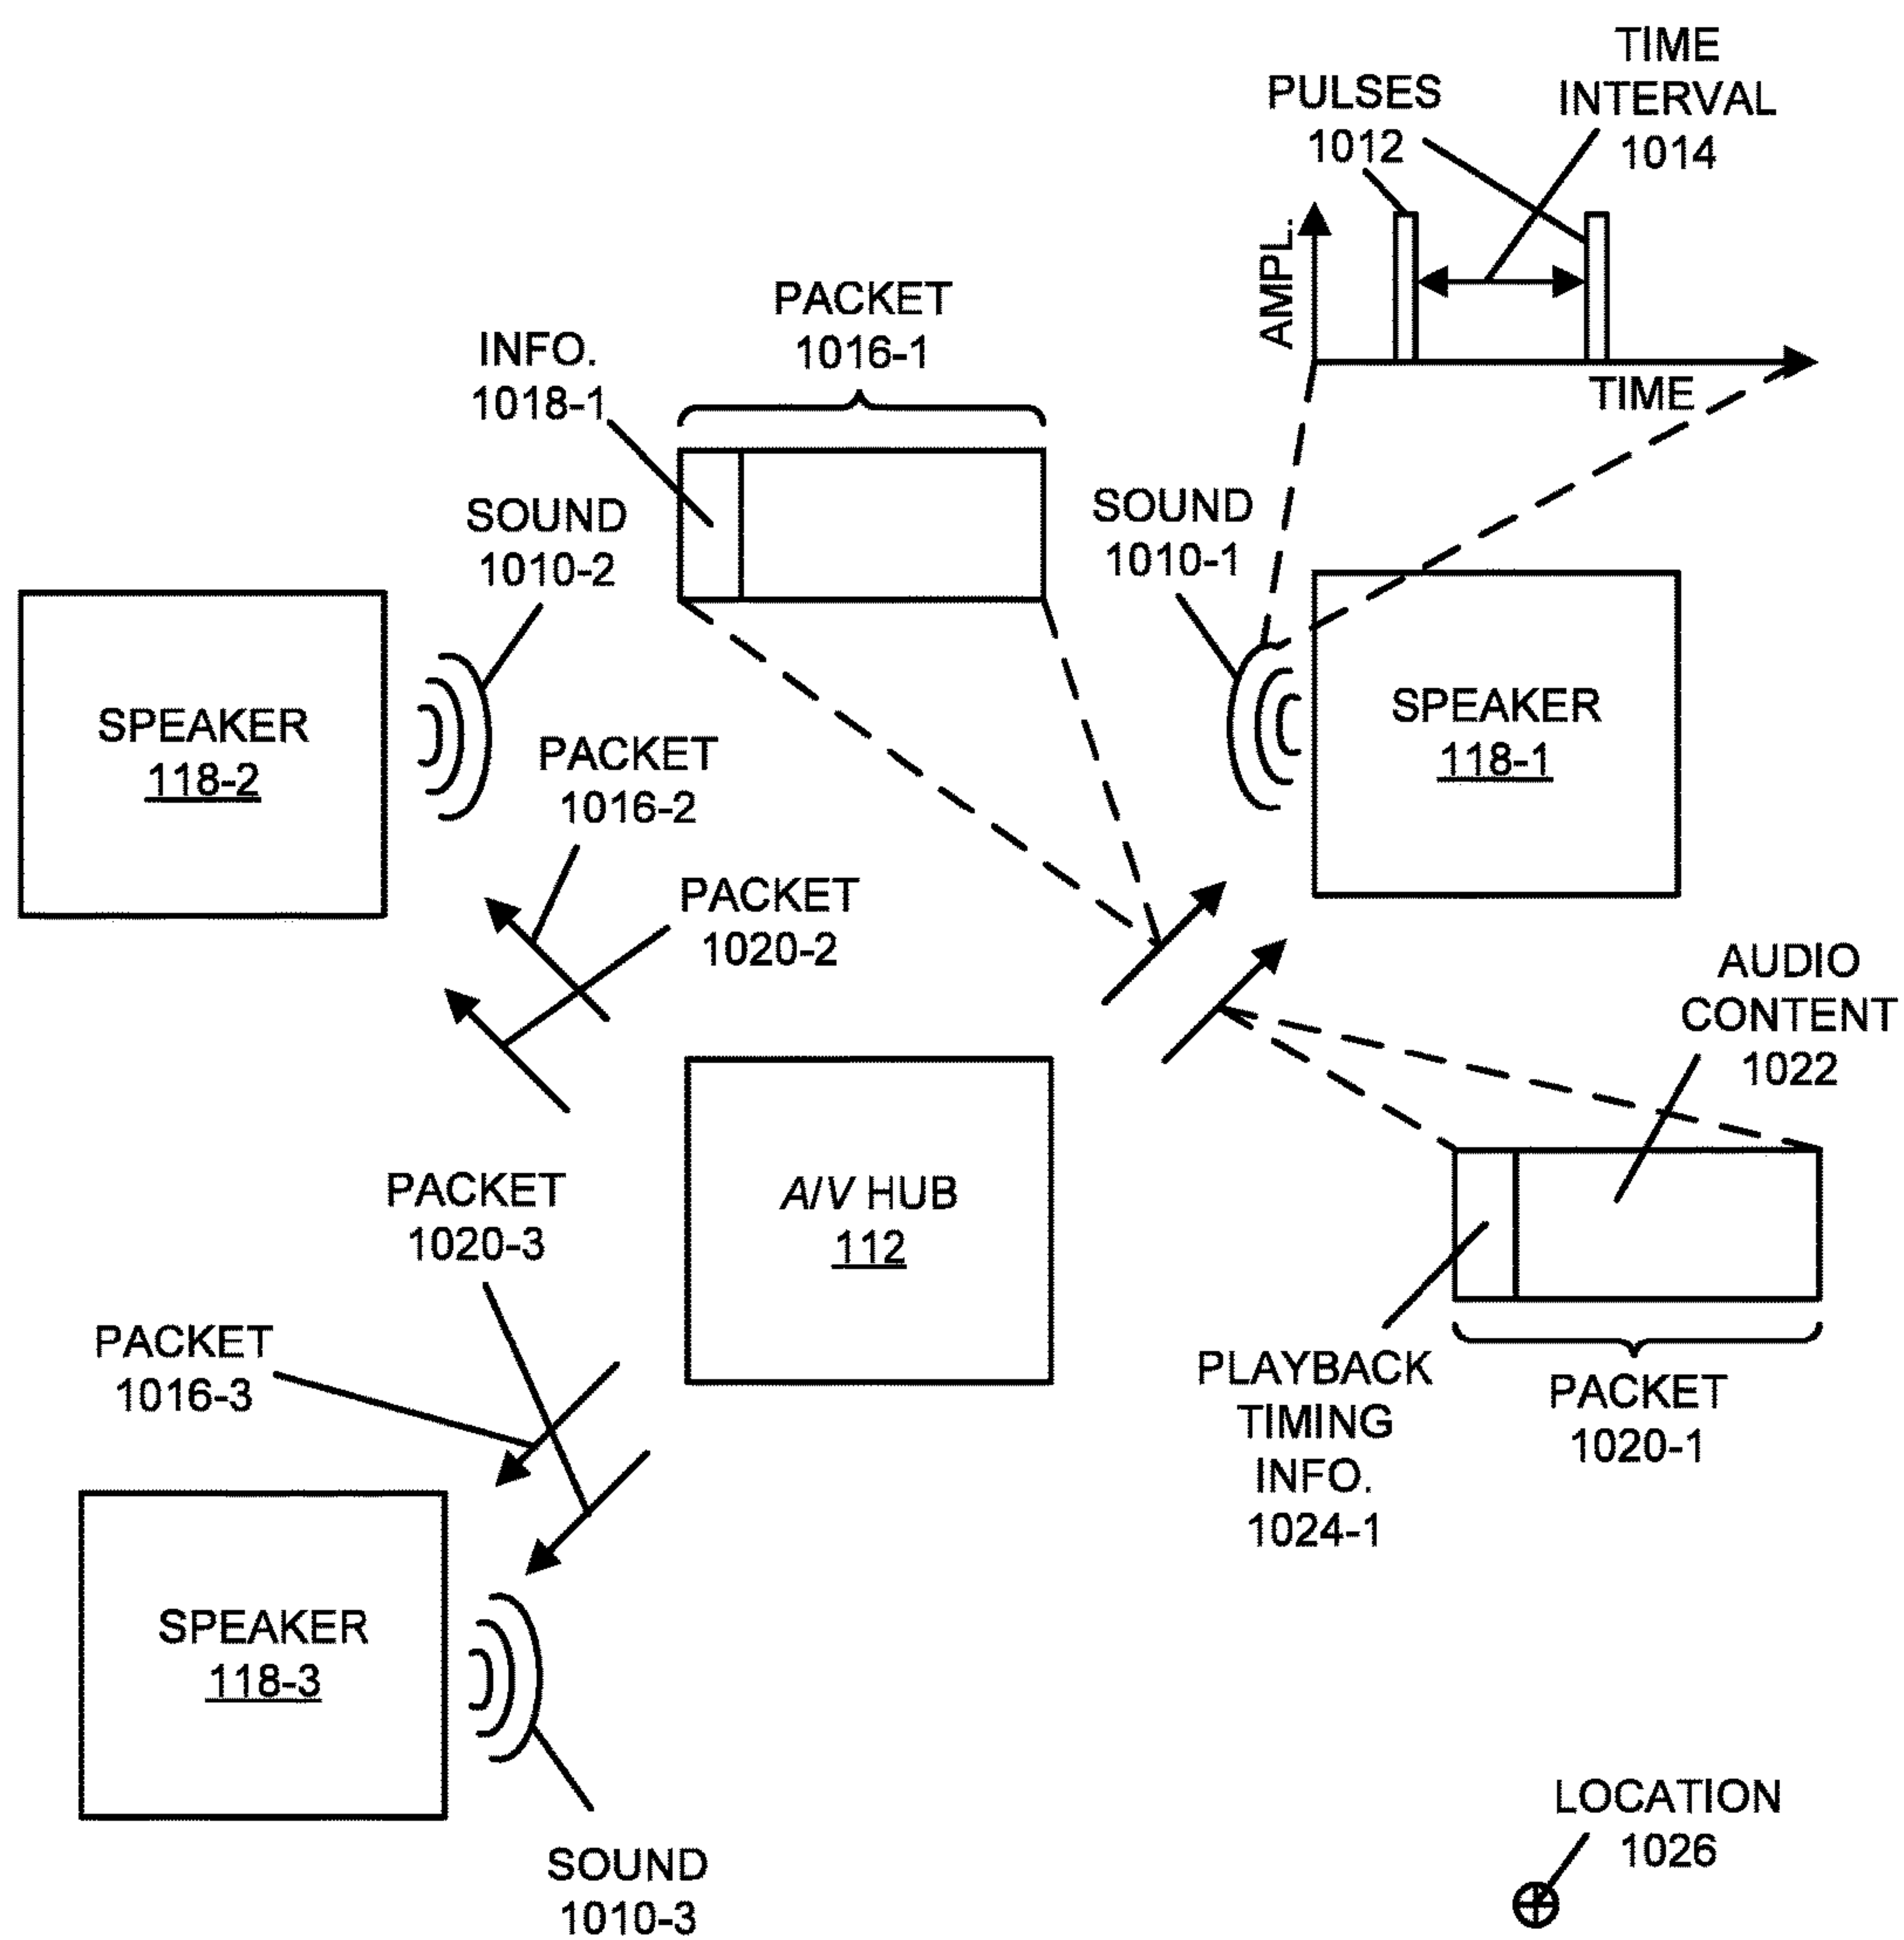 TIME
INTERVAL
1014
PULSES
1012
AMPL.
TIME
PACKET
1016-1
INFO.
1018-1
SOUND
1010-2
SOUND
1010-1
SPEAKER
118-2
SPEAKER
118-1
PACKET
1016-2
PACKET
1020-2
AUDIO
CONTENT
1022
PACKET
1020-3
A/V HUB
112
PACKET
1016-3
PLAYBACK
TIMING
INFO.
1024-1
PACKET
1020-1
SPEAKER
118-3
SOUND
1010-3
LOCATION
1026